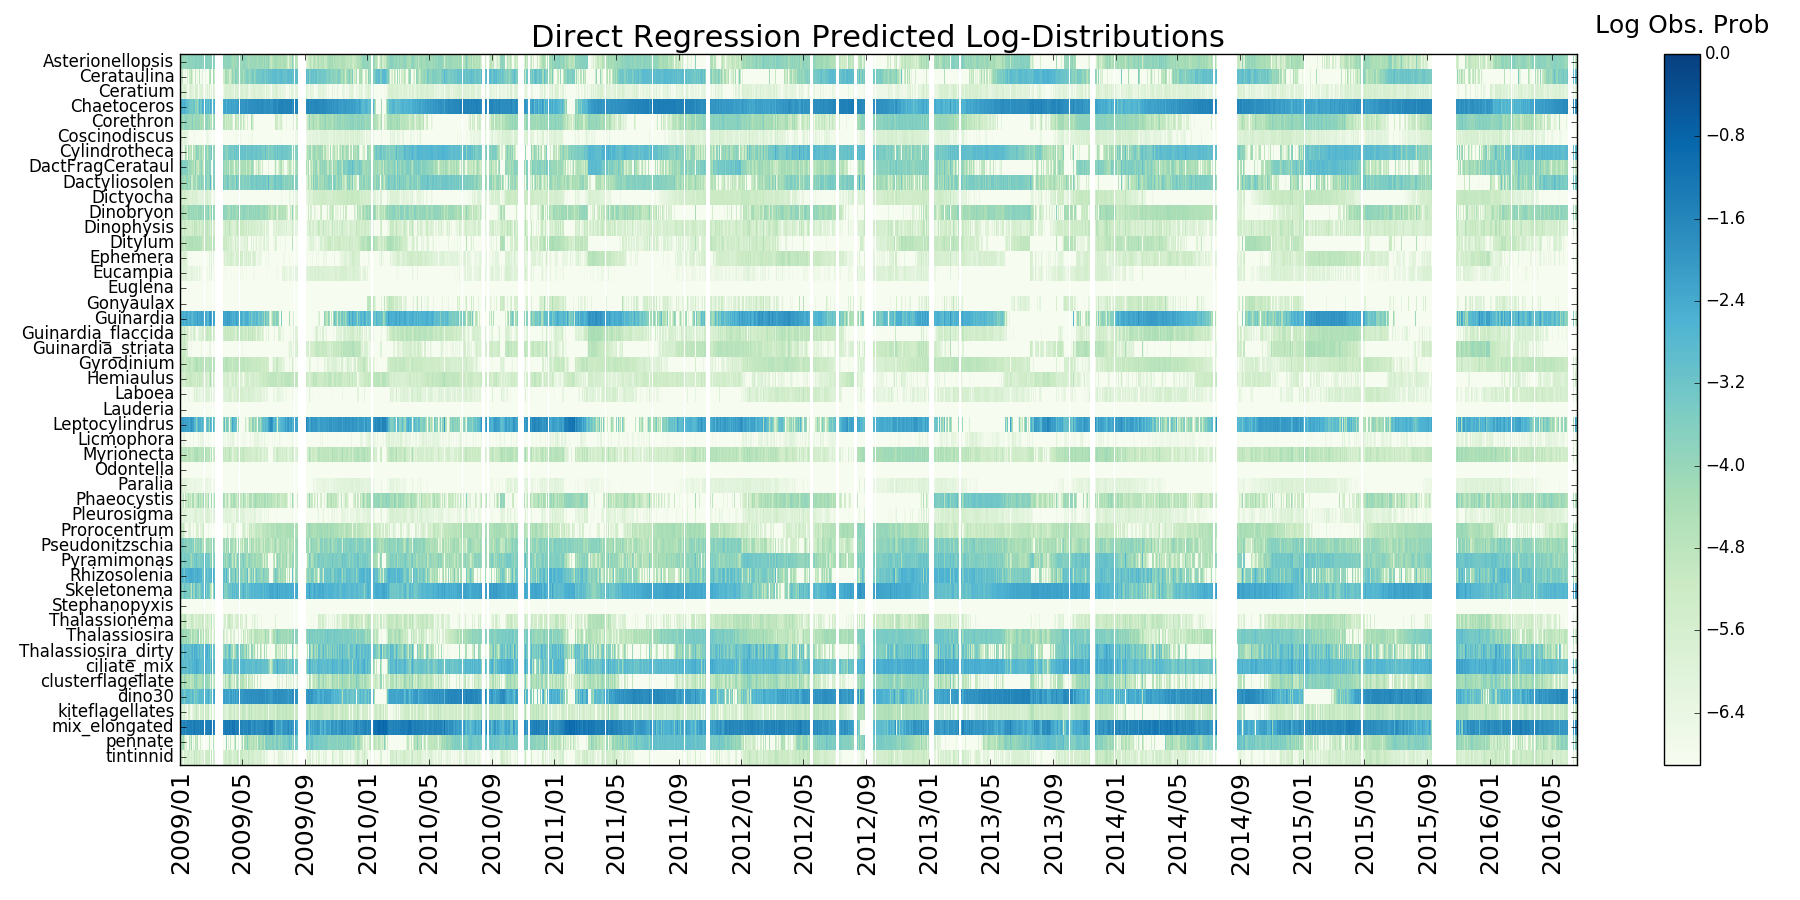 Direct Regression Predicted Log-Distributions
Log Obs. Prob
Asterionellopsis
Cerataulina
Ceratium
Chaetoceros
Corethron
Coscinodiscus
Cylindrotheca
DactFragCerataul
Dactyliosolen
Dictyocha
Dinobryon
Dinophysis
Ditylum
Ephemera
Eucampia
Euglena
Gonyaulax
Guinardia
Guinardia_flaccida
Guinardia_striata
Gyrodinium
Hemiaulus
Laboea
Lauderia
Leptocylindrus
Licmophora
Myrionecta
Odontella
Paralia
Phaeocystis
Pleurosigma
Prorocentrum
Pseudonitzschia
Pyramimonas
Rhizosolenia
Skeletonema
Stephanopyxis
Thalassionema
Thalassiosira
Thalassiosira_dirty
ciliate_mix
clusterflagellate
dino30
kiteflagellates
mix_elongated
pennate
tintinnid
2009/01
2009/05
2009/09
2010/01
2010/05
2010/09
2011/01
2011/05
2011/09
2012/01
2012/05
2012/09
2013/01
2013/05
2013/09
2014/01
2014/05
2014/09
2015/01
2015/05
2015/09
2016/01
2016/05
0.0
−0.8
−1.6
−2.4
−3.2
−4.0
−4.8
−5.6
−6.4